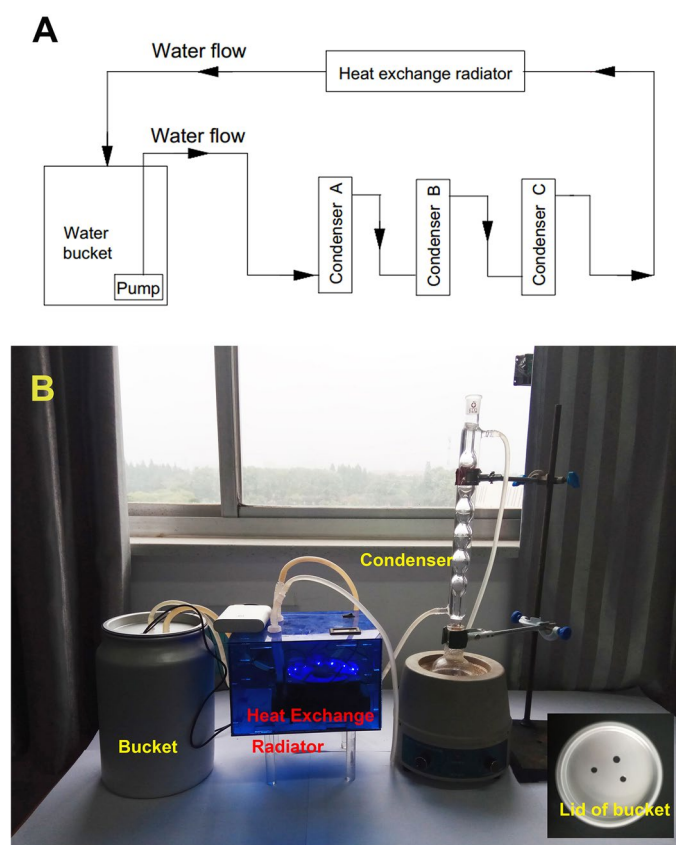 A
Water flow
Heat exchange radiator
Water flow
Water
bucket
Pump
Condenser A
Condenser B
Condenser C
B
Condenser
Heat Exchange
Radiator
Bucket
Lid of bucket